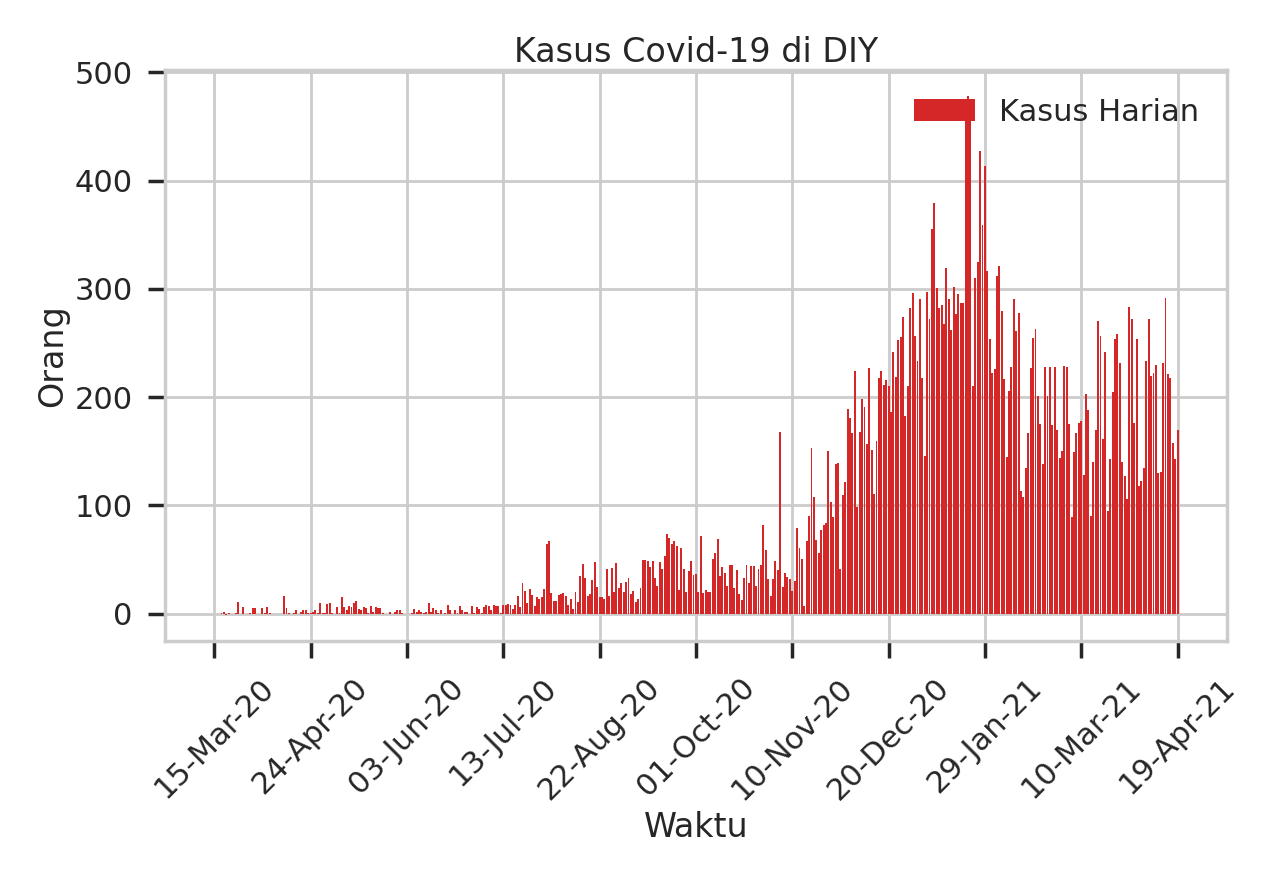 Kasus Covid-19 di DIY
Kasus Harian
Orang
500
400
300
200
100
0
15-Mar-20
24-Apr-20
03-Jun-20
13-Jul-20
22-Aug-20
01-Oct-20
10-Nov-20
20-Dec-20
29-Jan-21
10-Mar-21
19-Apr-21
Waktu